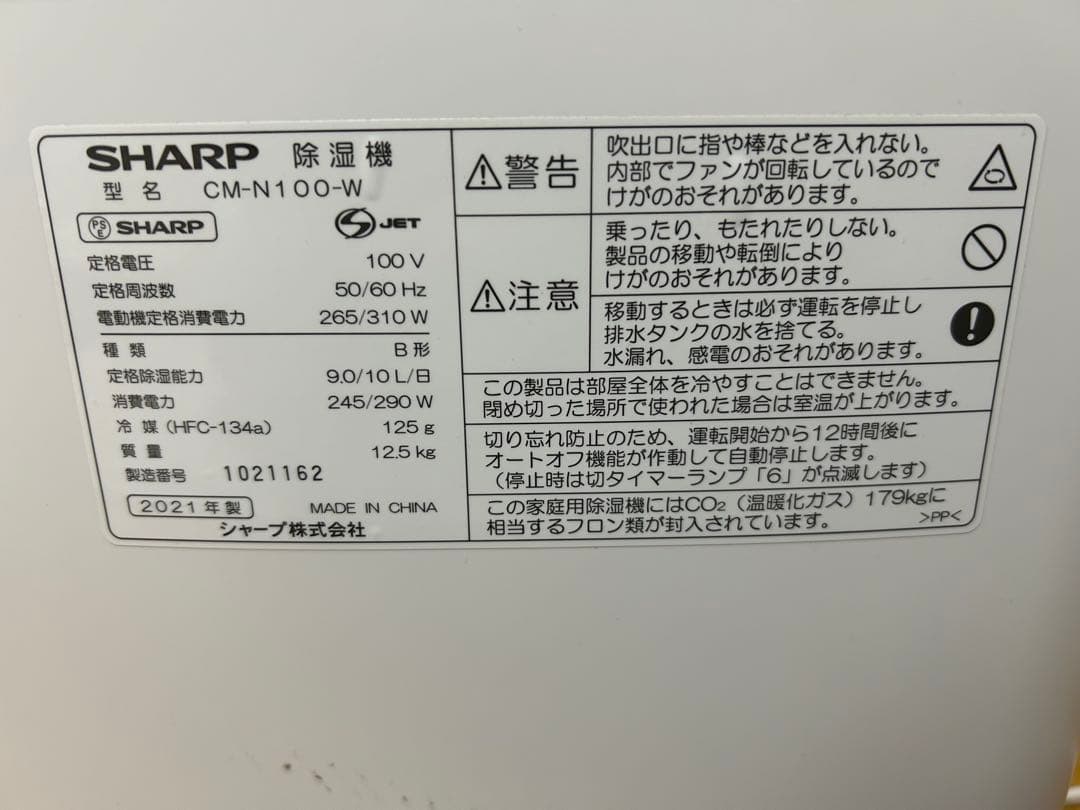 SHARP 除湿機
型名 CM-N100-W
PSE SHARP S JET
定格電圧 100 V
定格周波数 50/60 Hz
電動機定格消費電力 265/310 W
種類 B形
定格除湿能力 9.0/10 L/日
消費電力 245/290 W
冷媒(HFC-134a) 125 g
質量 12.5 kg
製造番号 1021162
2021年製 MADE IN CHINA
シャープ株式会社
警告
吹出口に指や棒などを入れない。
内部でファンが回転しているので
けがのおそれがあります。
注意
乗ったり、もたれたりしない。
製品の移動や転倒により
けがのおそれがあります。
移動するときは必ず運転を停止し
排水タンクの水を捨てる。
水漏れ、感電のおそれがあります。
この製品は部屋全体を冷やすことはできません。
閉め切った場所で使われた場合は室温が上がります。
切り忘れ防止のため、運転開始から12時間後に
オートオフ機能が作動して自動停止します。
(停止時は切タイマーランプ「6」が点滅します)
この家庭用除湿機にはCO₂(温暖化ガス)179kgに
相当するフロン類が封入されています。
>PP<